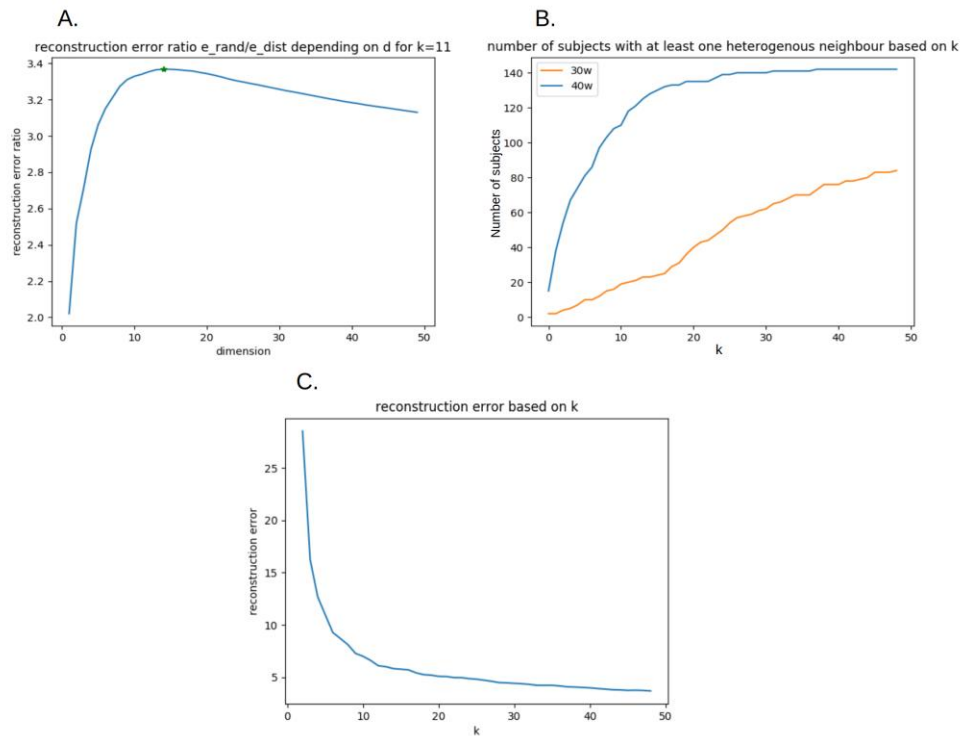 A.
reconstruction error ratio e_rand/e_dist depending on d for k=11
reconstruction error ratio
3.4
3.2
3.0
2.8
2.6
2.4
2.2
2.0
0 10 20 30 40 50
dimension
B.
number of subjects with at least one heterogenous neighbour based on k
30w
40w
Number of subjects
140
120
100
80
60
40
20
0
0 10 20 30 40 50
k
C.
reconstruction error based on k
reconstruction error
25
20
15
10
5
0 10 20 30 40 50
k